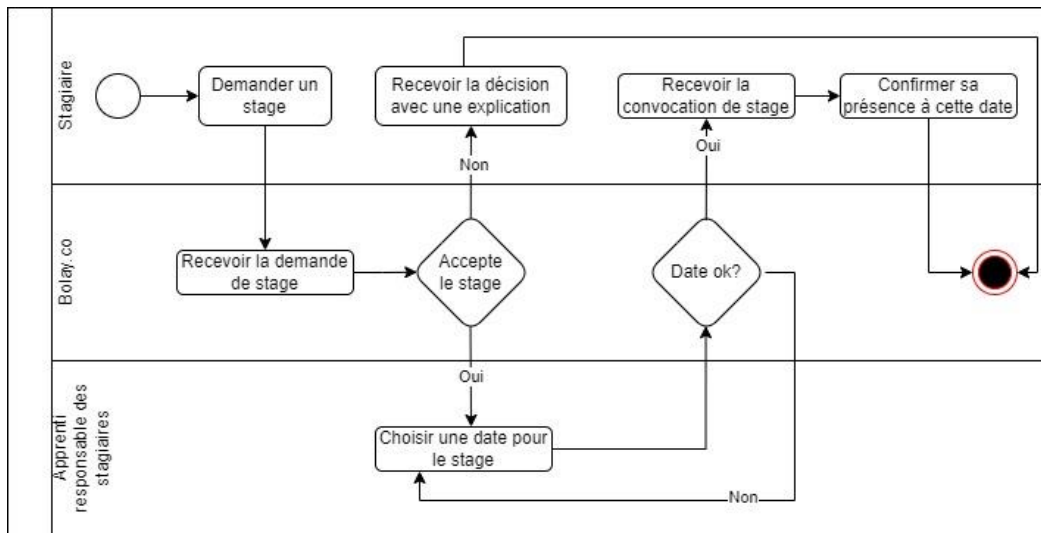 Stagiaire
Demander un
stage
Recevoir la décision
avec une explication
Recevoir la
convocation de stage
Confirmer sa
présence à cette date
Non
Oui
Bolay.co
Recevoir la demande
de stage
Accepte
le stage
Date ok?
Oui
Apprenti
responsable des
stagiaires
Choisir une date pour
le stage
Non